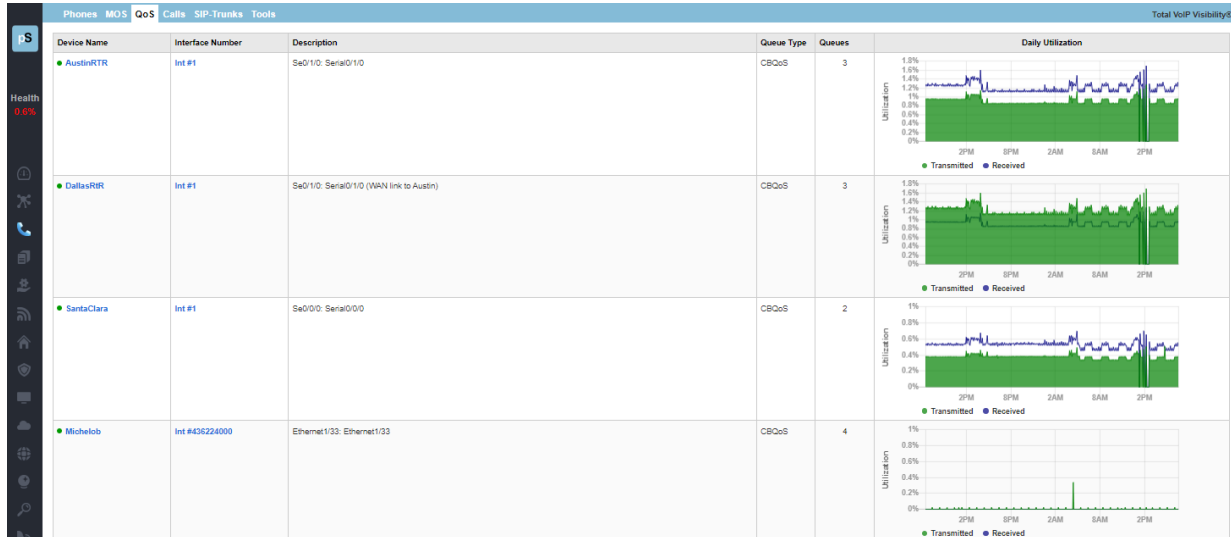 Phones MOS QoS Calls SIP-Trunks Tools
Total VoIP Visibility®
pS
Health
0.6%
Device Name Interface Number Description Queue Type Queues Daily Utilization
AustinRTR Int #1 Se0/1/0: Serial0/1/0 CBQoS 3
Utilization
1.8%
1.6%
1.4%
1.2%
1%
0.8%
0.6%
0.4%
0.2%
0%
2PM 8PM 2AM 8AM 2PM
Transmitted Received
DallasRtR Int #1 Se0/1/0: Serial0/1/0 (WAN link to Austin) CBQoS 3
Utilization
1.8%
1.6%
1.4%
1.2%
1%
0.8%
0.6%
0.4%
0.2%
0%
2PM 8PM 2AM 8AM 2PM
Transmitted Received
SantaClara Int #1 Se0/0/0: Serial0/0/0 CBQoS 2
Utilization
1%
0.8%
0.6%
0.4%
0.2%
0%
2PM 8PM 2AM 8AM 2PM
Transmitted Received
Michelob Int #436224000 Ethernet1/33: Ethernet1/33 CBQoS 4
Utilization
1%
0.8%
0.6%
0.4%
0.2%
0%
2PM 8PM 2AM 8AM 2PM
Transmitted Received